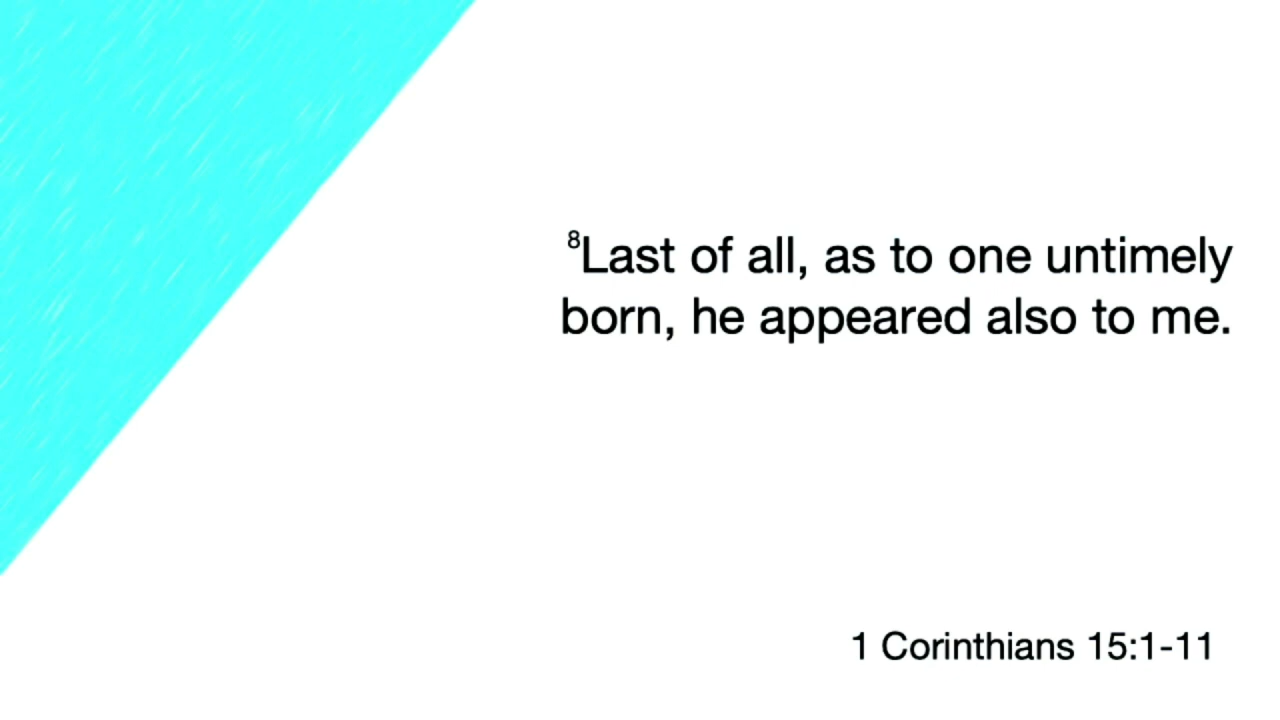 ⁸Last of all, as to one untimely
born, he appeared also to me.
1 Corinthians 15:1-11